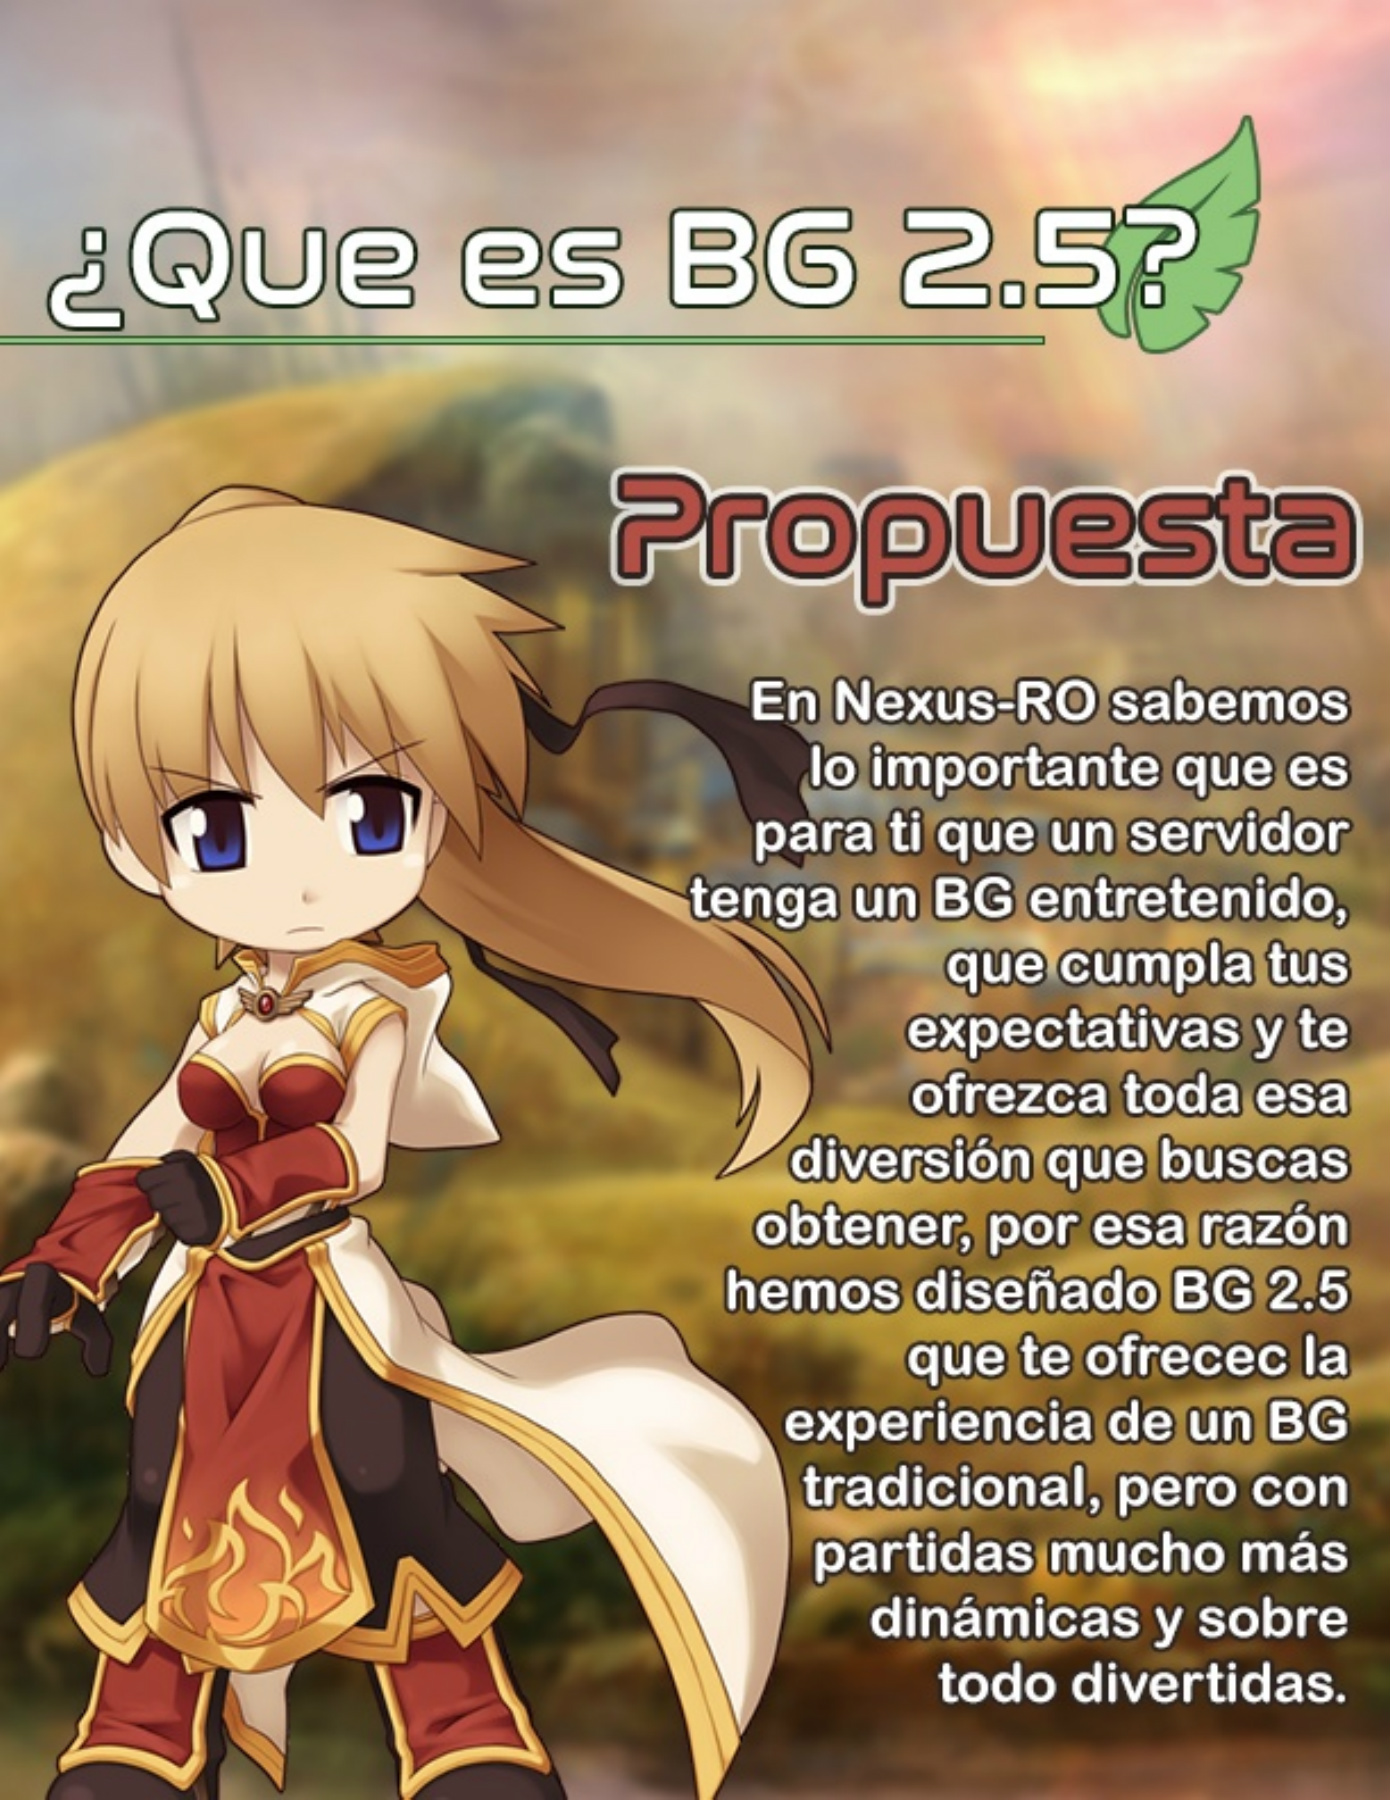 ¿Que es BG 2.5?
Propuesta
En Nexus-RO sabemos
lo importante que es
para ti que un servidor
tenga un BG entretenido,
que cumpla tus
expectativas y te
ofrezca toda esa
diversión que buscas
obtener, por esa razón
hemos diseñado BG 2.5
que te ofrecec la
experiencia de un BG
tradicional, pero con
partidas mucho más
dinámicas y sobre
todo divertidas.